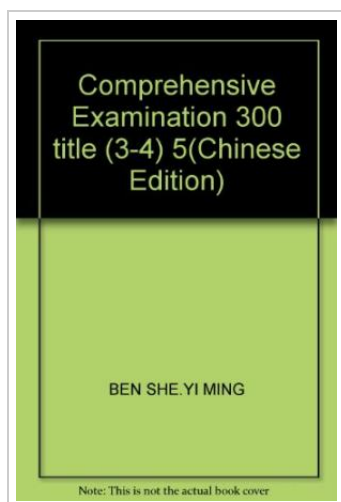 Comprehensive
Examination 300
title (3-4) 5(Chinese
Edition)
BEN SHE.YI MING
Note: This is not the actual book cover